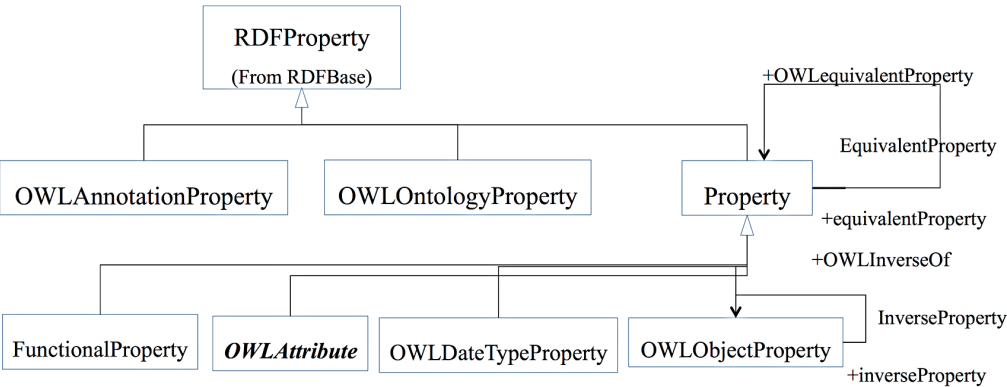 RDFProperty
(From RDFBase)
+OWLequivalentProperty
EquivalentProperty
OWLAnnotationProperty
OWLOntologyProperty
Property
+equivalentProperty
+OWLInverseOf
FunctionalProperty
OWLAttribute
OWLDateTypeProperty
OWLObjectProperty
InverseProperty
+inverseProperty